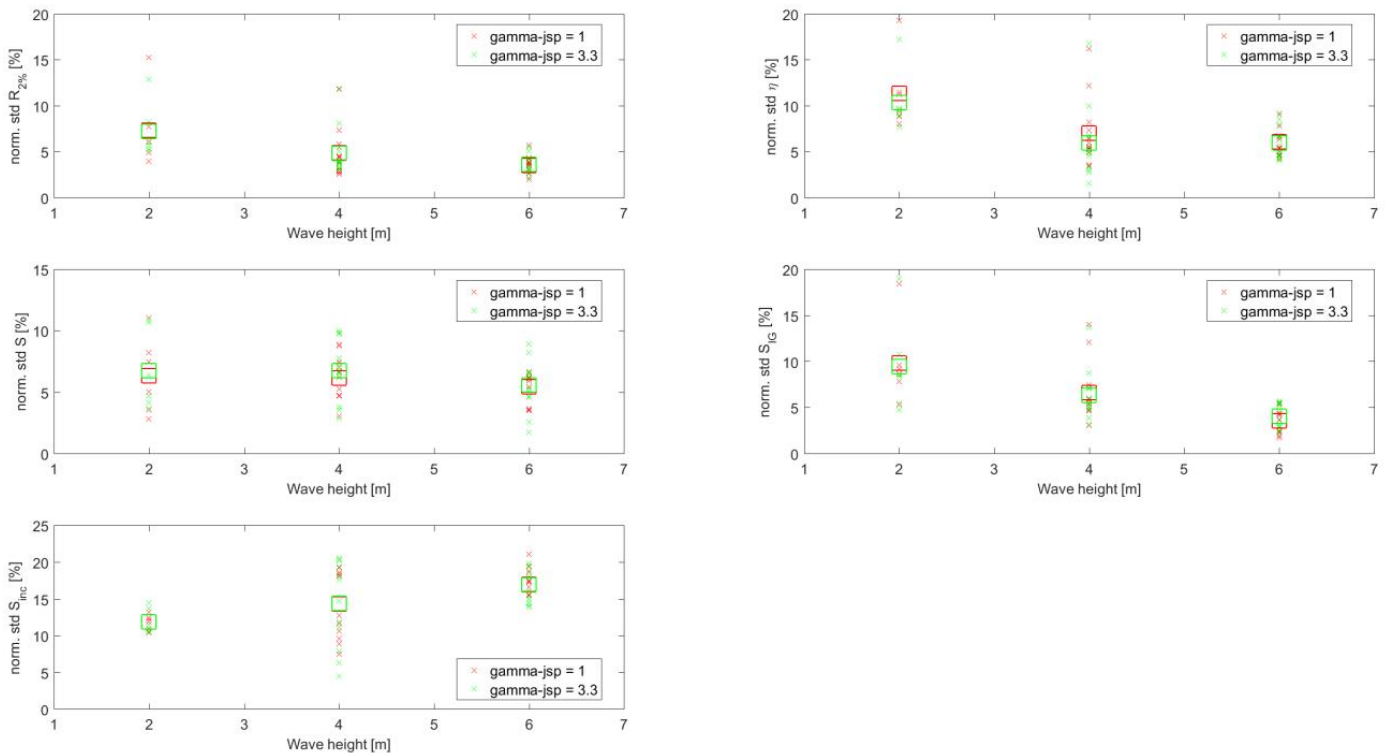 20
15
10
5
0
norm. std R2% [%]
× gamma-jsp = 1
× gamma-jsp = 3.3
1 2 3 4 5 6 7
Wave height [m]
20
15
10
5
0
norm. std η [%]
× gamma-jsp = 1
× gamma-jsp = 3.3
1 2 3 4 5 6 7
Wave height [m]
15
10
5
0
norm. std S [%]
× gamma-jsp = 1
× gamma-jsp = 3.3
1 2 3 4 5 6 7
Wave height [m]
20
15
10
5
0
norm. std SIG [%]
× gamma-jsp = 1
× gamma-jsp = 3.3
1 2 3 4 5 6 7
Wave height [m]
25
20
15
10
5
0
norm. std Sinc [%]
× gamma-jsp = 1
× gamma-jsp = 3.3
1 2 3 4 5 6 7
Wave height [m]